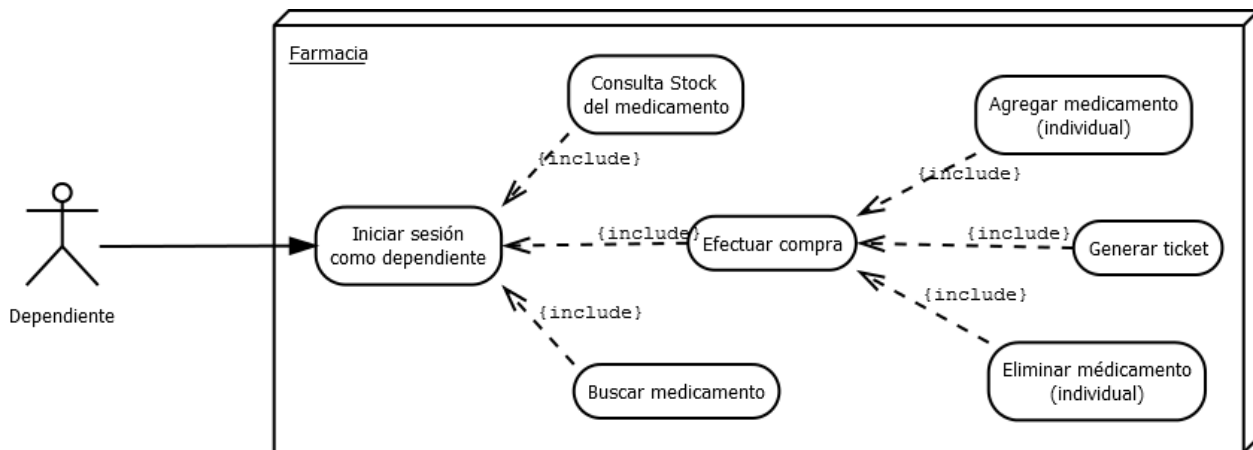 Farmacia
Consulta Stock
del medicamento
Agregar medicamento
(individual)
{include}
{include}
Iniciar sesión
como dependiente
{include}
Efectuar compra
{include}
Generar ticket
Dependiente
{include}
{include}
Buscar medicamento
Eliminar médicamento
(individual)